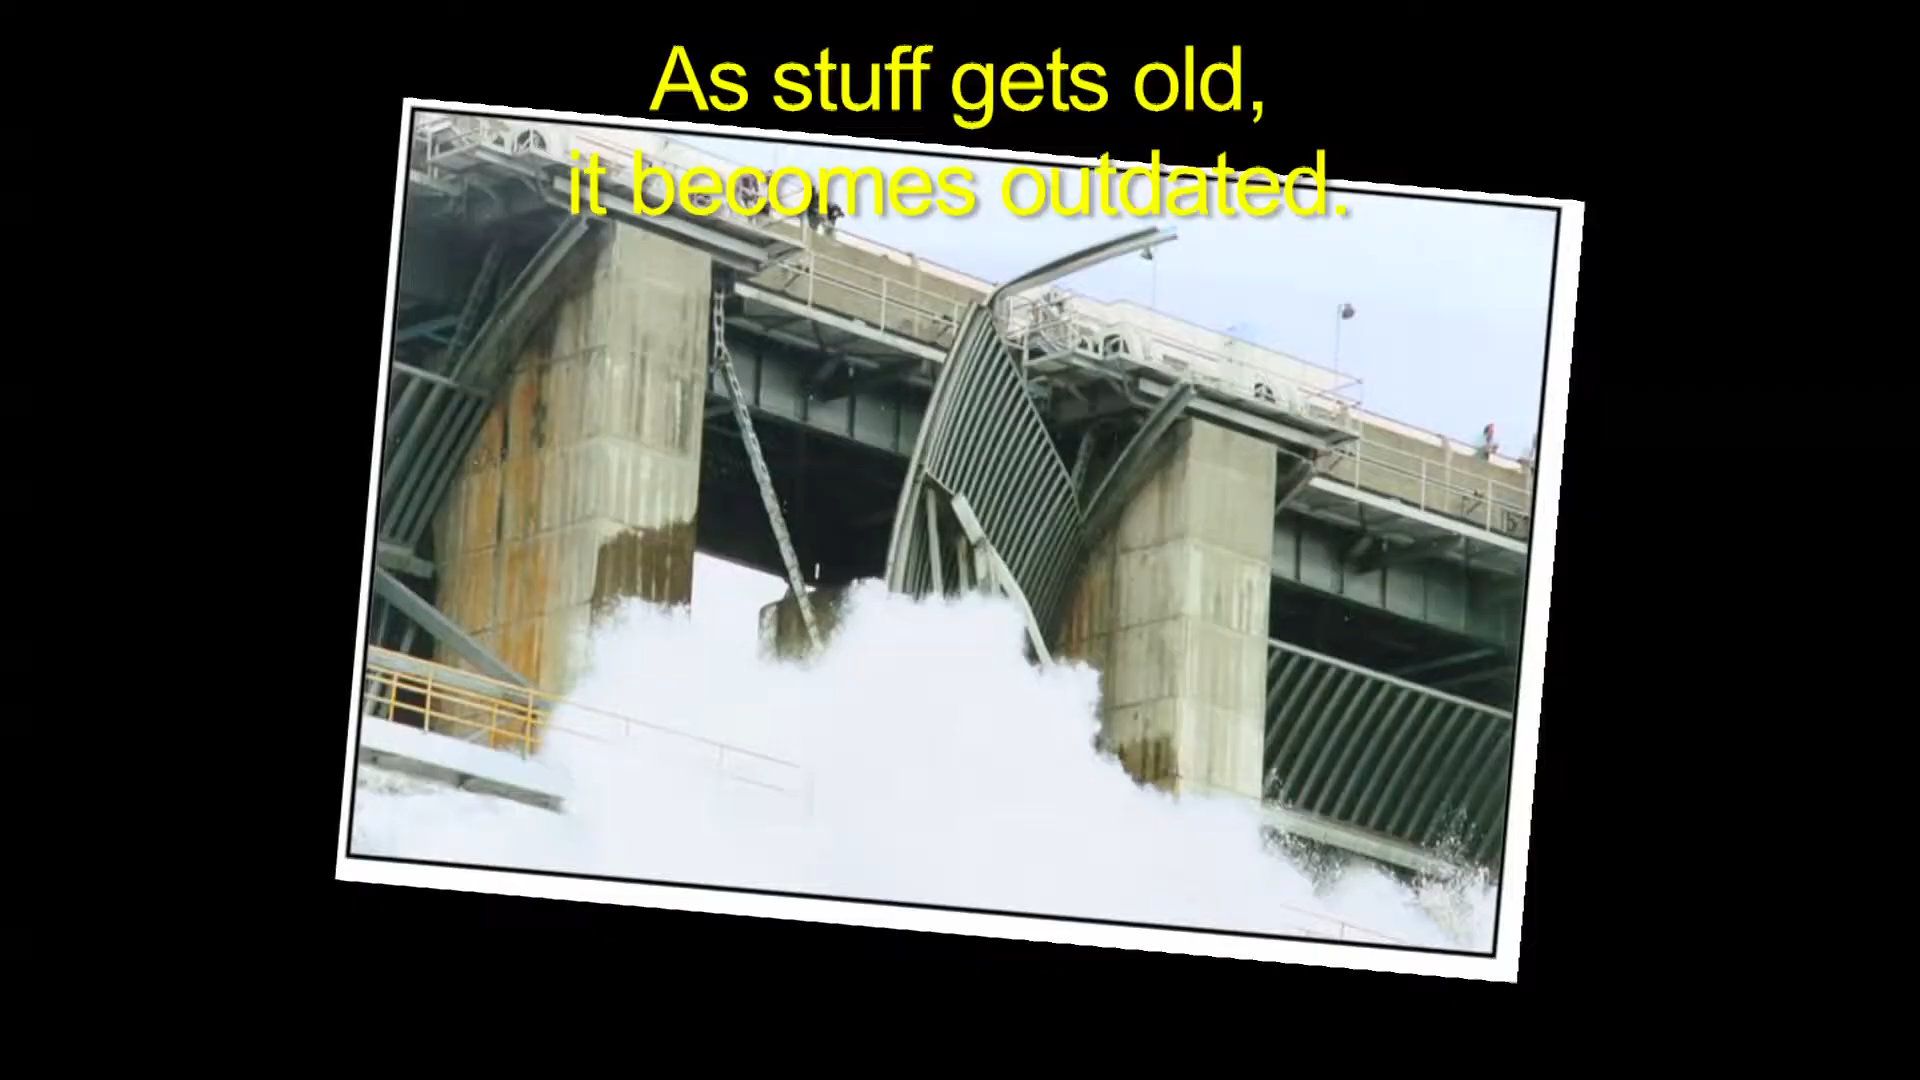 As stuff gets old,
it becomes outdated.